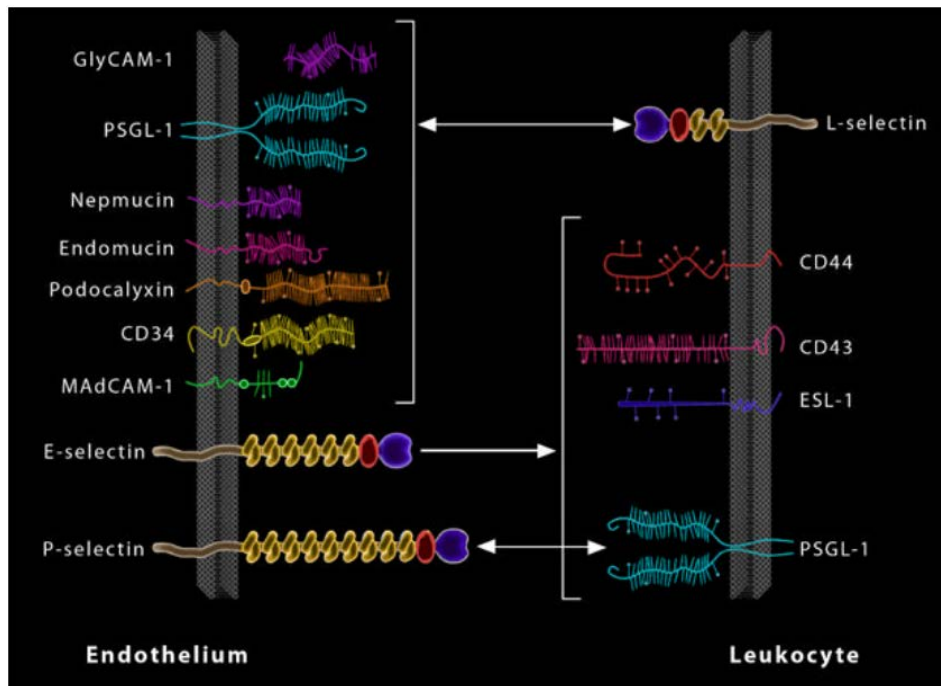 GlyCAM-1
PSGL-1
Nepmucin
Endomucin
Podocalyxin
CD34
MAdCAM-1
E-selectin
P-selectin
Endothelium
L-selectin
CD44
CD43
ESL-1
PSGL-1
Leukocyte